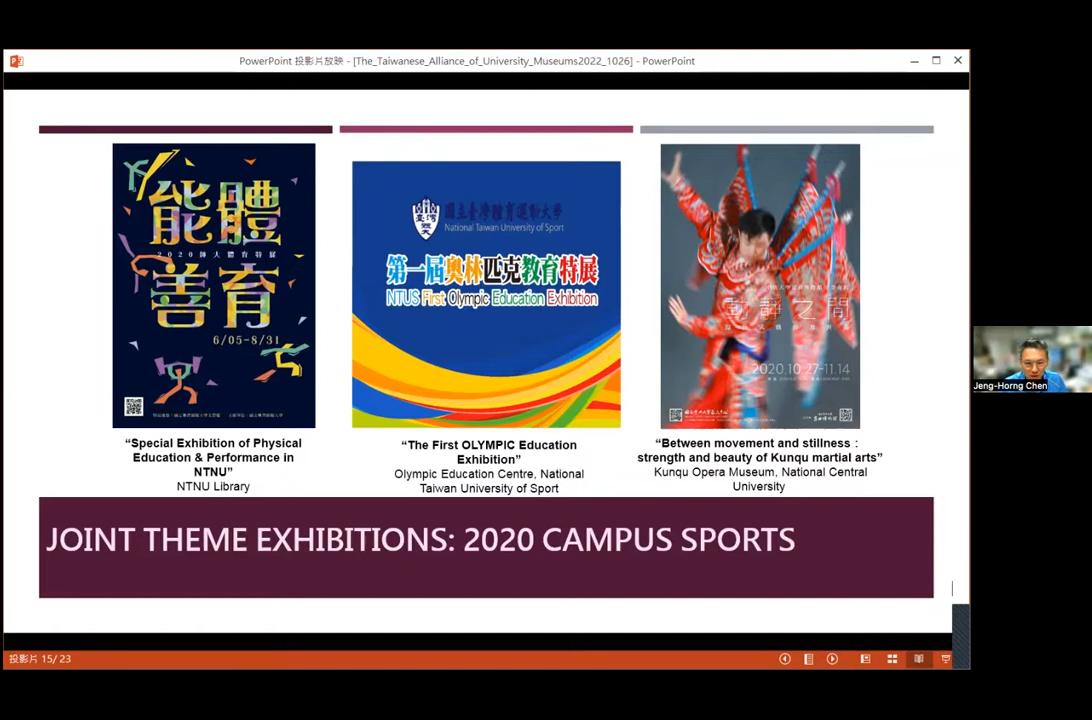 PowerPoint 投影片放映 - [The_Taiwanese_Alliance_of_University_Museums2022_1026] - PowerPoint
能體
2020師大體育特展
善育
6/05-8/31
國立臺灣體育運動大學
National Taiwan University of Sport
第一屆奧林匹克教育特展
NTUS First Olympic Education Exhibition
動靜之間
2020.10.27-11.14
“Special Exhibition of Physical
Education & Performance in
NTNU”
NTNU Library
“The First OLYMPIC Education
Exhibition”
Olympic Education Centre, National
Taiwan University of Sport
“Between movement and stillness :
strength and beauty of Kunqu martial arts”
Kunqu Opera Museum, National Central
University
JOINT THEME EXHIBITIONS: 2020 CAMPUS SPORTS
Jeng-Horng Chen
投影片 15/ 23